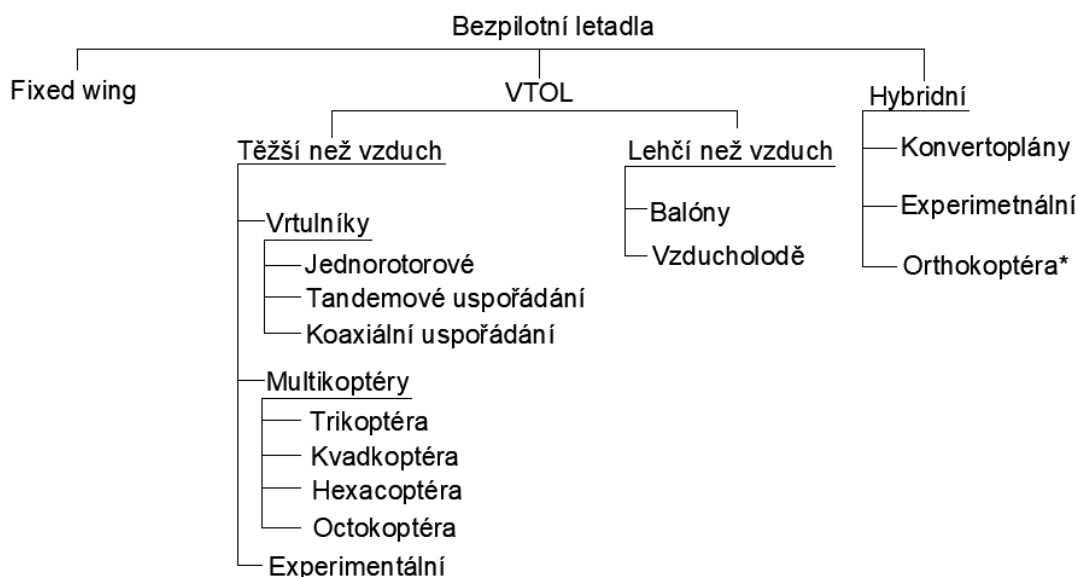 Bezpilotní letadla
Fixed wing
VTOL
Hybridní
Těžší než vzduch
Lehčí než vzduch
Konvertoplány
Experimetnální
Orthokoptéra*
Balóny
Vzducholodě
Vrtulníky
Jednorotorové
Tandemové uspořádání
Koaxiální uspořádání
Multikoptéry
Trikoptéra
Kvadkoptéra
Hexacoptéra
Octokoptéra
Experimentální